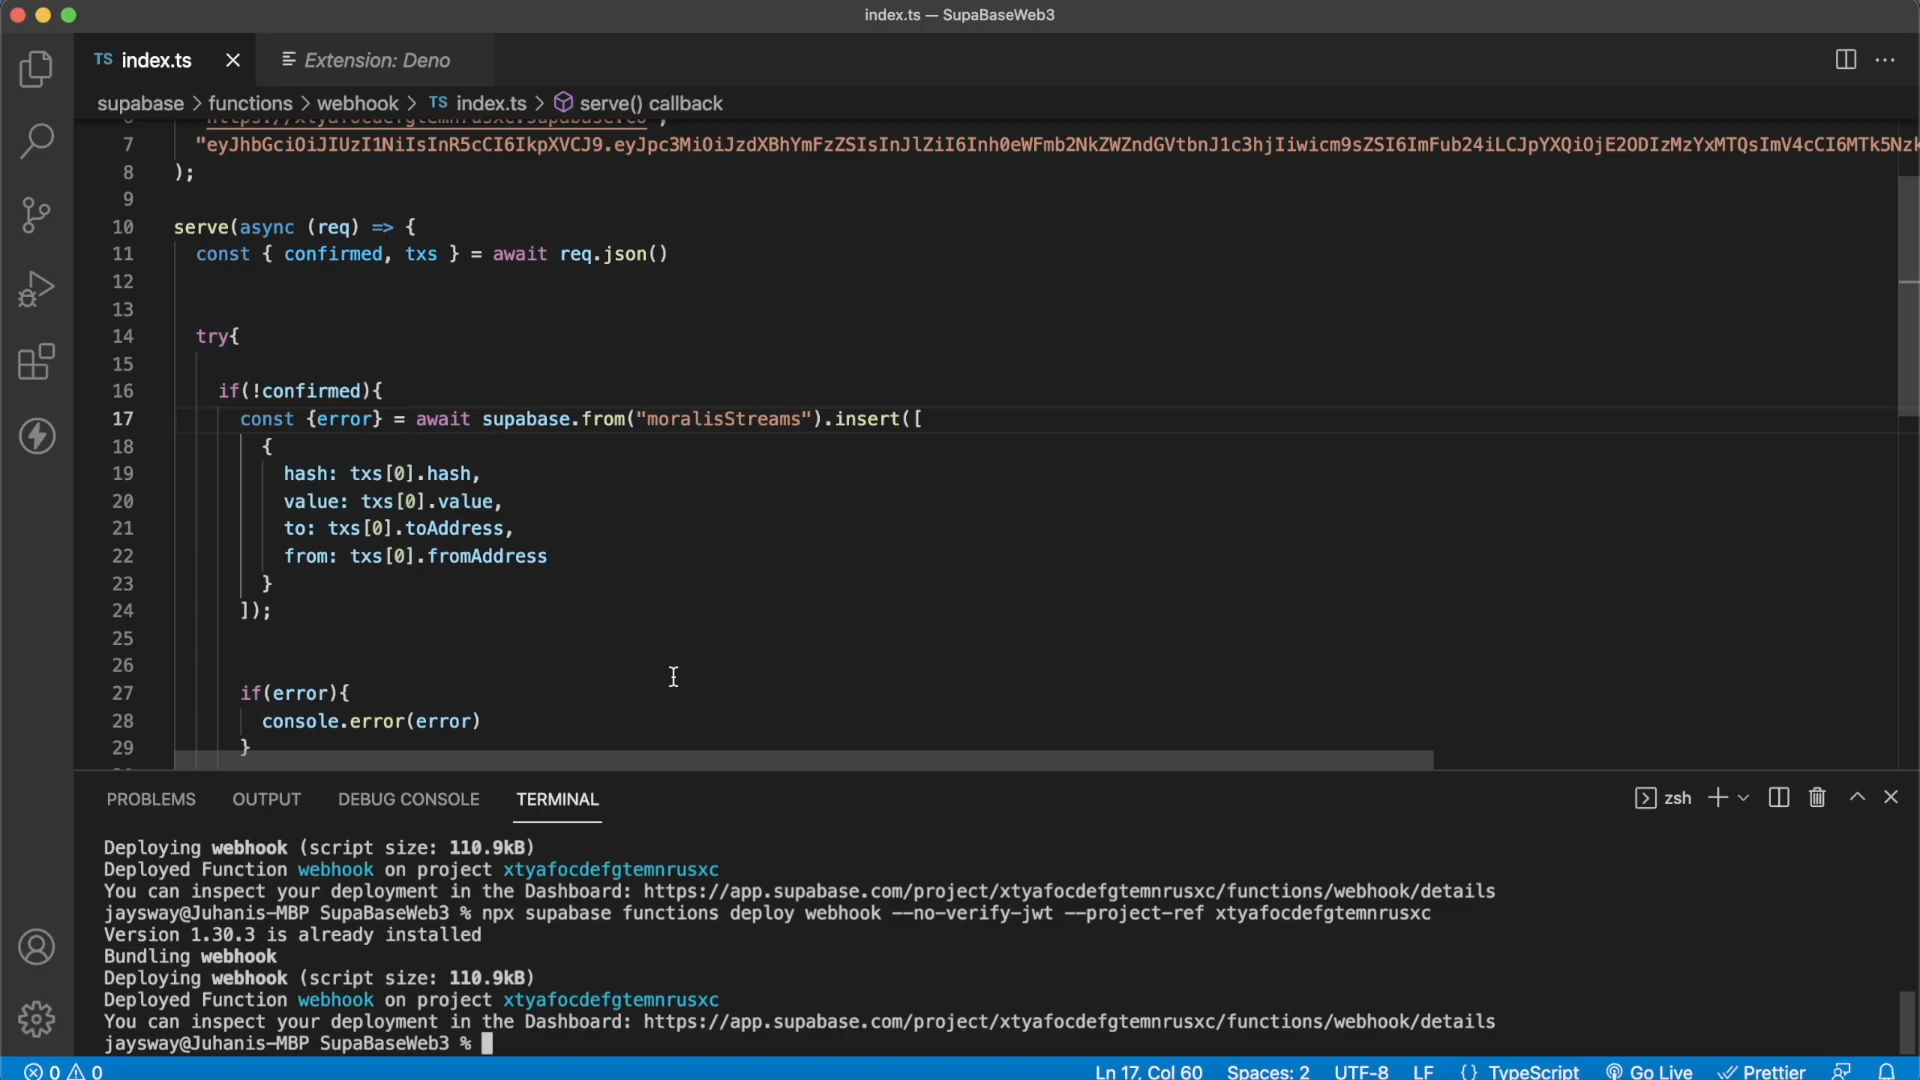 index.ts — SupaBaseWeb3
TS index.ts
Extension: Deno
supabase > functions > webhook > TS index.ts > serve() callback
7 "eyJhbGciOiJIUzI1NiIsInR5cCI6IkpXVCJ9.eyJpc3MiOiJzdXBhYmFzZSIsInJlZiI6Inh0eWFmb2NkZWZndGVtbnJ1c3hjIiwicm9sZSI6ImFub24iLCJpYXQiOjE2ODIzMzYxMTQsImV4cCI6MTk5Nzk
8 );
9
10 serve(async (req) => {
11 const { confirmed, txs } = await req.json()
12
13
14 try{
15
16 if(!confirmed){
17 const {error} = await supabase.from("moralisStreams").insert([
18 {
19 hash: txs[0].hash,
20 value: txs[0].value,
21 to: txs[0].toAddress,
22 from: txs[0].fromAddress
23 }
24 ]);
25
26
27 if(error){
28 console.error(error)
29 }
PROBLEMS OUTPUT DEBUG CONSOLE TERMINAL
zsh
Deploying webhook (script size: 110.9kB)
Deployed Function webhook on project xtyafocdefgtemnrusxc
You can inspect your deployment in the Dashboard: https://app.supabase.com/project/xtyafocdefgtemnrusxc/functions/webhook/details
jaysway@Juhanis-MBP SupaBaseWeb3 % npx supabase functions deploy webhook --no-verify-jwt --project-ref xtyafocdefgtemnrusxc
Version 1.30.3 is already installed
Bundling webhook
Deploying webhook (script size: 110.9kB)
Deployed Function webhook on project xtyafocdefgtemnrusxc
You can inspect your deployment in the Dashboard: https://app.supabase.com/project/xtyafocdefgtemnrusxc/functions/webhook/details
jaysway@Juhanis-MBP SupaBaseWeb3 %
0 0 Ln 17, Col 60 Spaces: 2 UTF-8 LF {} TypeScript Go Live Prettier